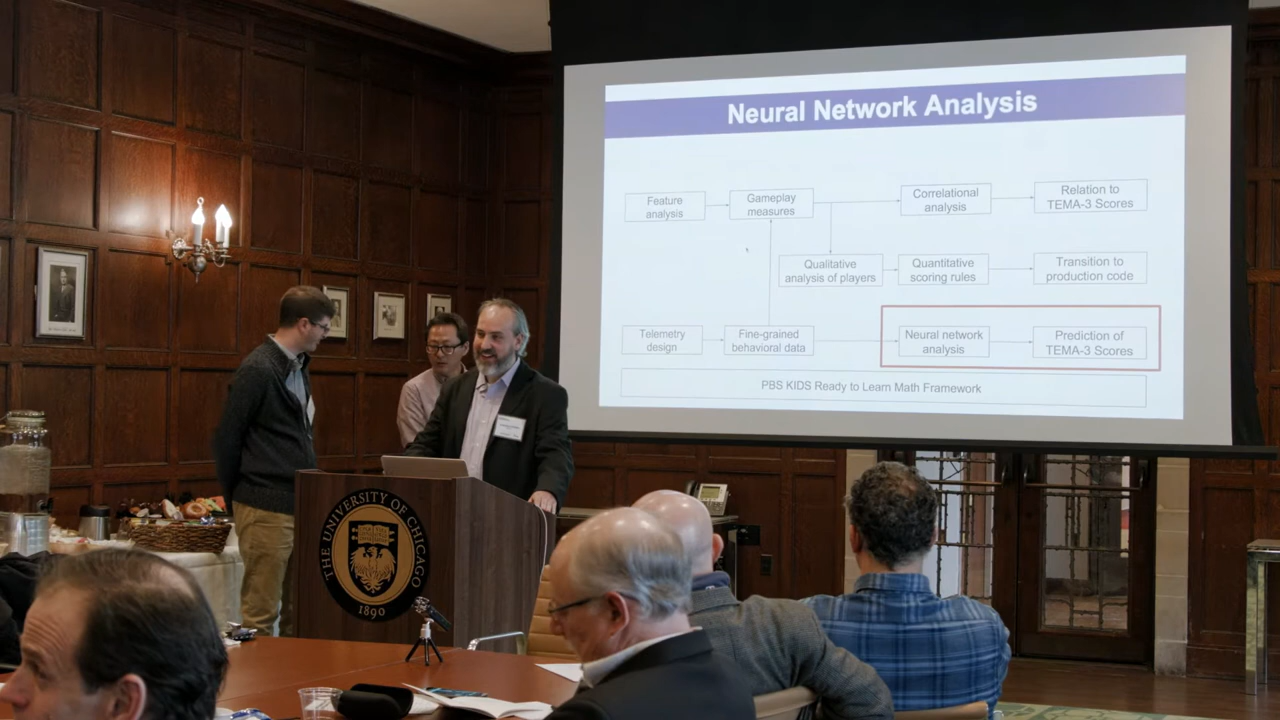 Neural Network Analysis
Feature
analysis
Gameplay
measures
Correlational
analysis
Relation to
TEMA-3 Scores
Qualitative
analysis of players
Quantitative
scoring rules
Transition to
production code
Telemetry
design
Fine-grained
behavioral data
Neural network
analysis
Prediction of
TEMA-3 Scores
PBS KIDS Ready to Learn Math Framework
THE UNIVERSITY OF CHICAGO
1890